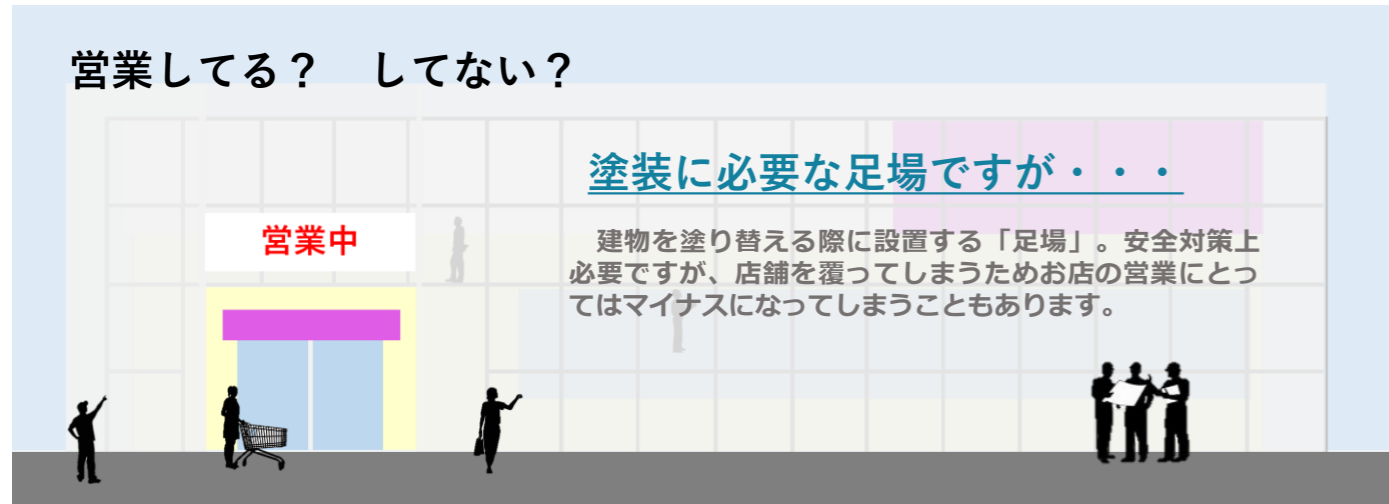 営業してる？　してない？
塗装に必要な足場ですが・・・
営業中
　建物を塗り替える際に設置する「足場」。安全対策上
必要ですが、店舗を覆ってしまうためお店の営業にとっ
てはマイナスになってしまうこともあります。